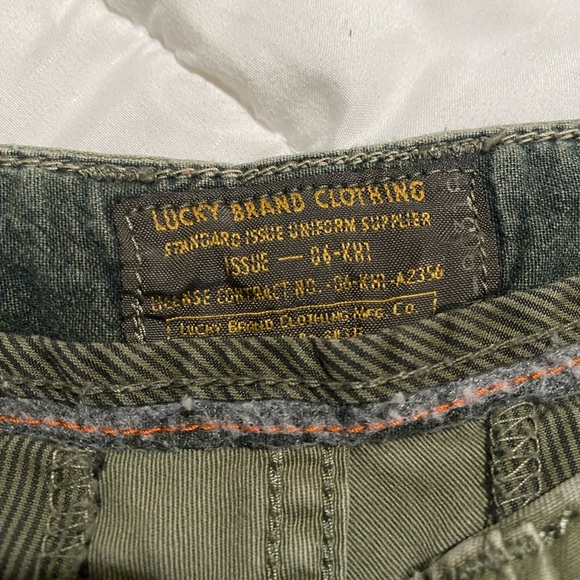 LUCKY BRAND CLOTHING
STANDARD ISSUE UNIFORM SUPPLIER
ISSUE — 06-KH1
LICENSE CONTRACT NO.-06-KH1-A2356
LUCKY BRAND CLOTHING MFG CO.